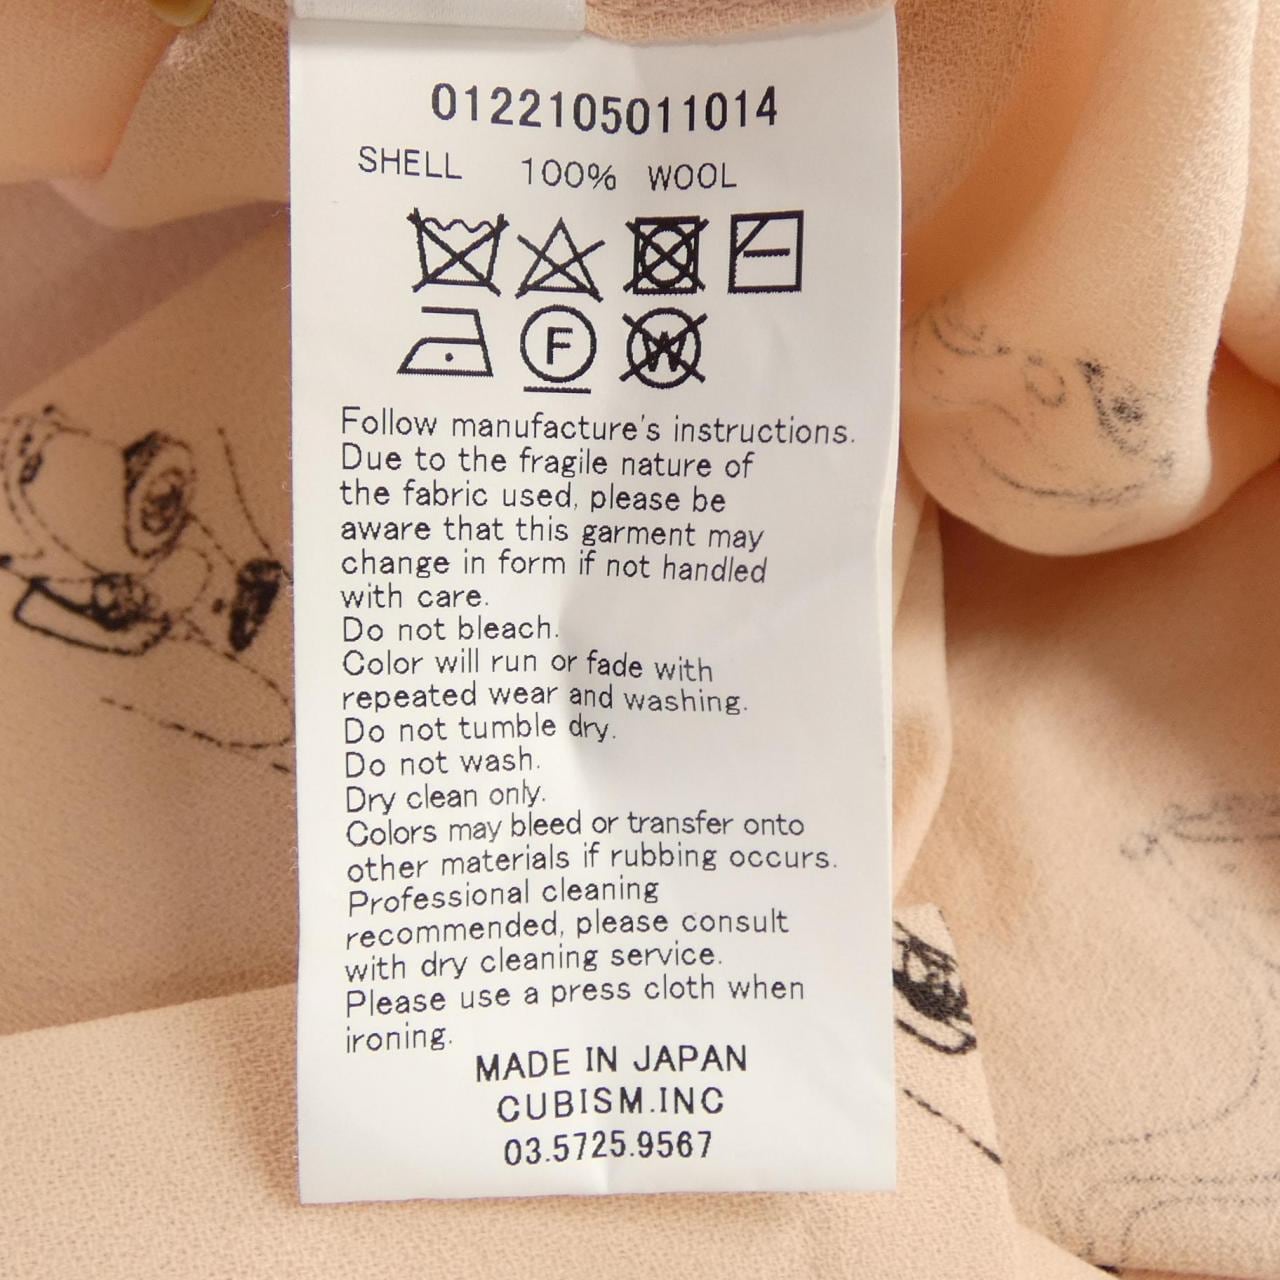 0122105011014
SHELL 100% WOOL
F W
Follow manufacture's instructions.
Due to the fragile nature of
the fabric used, please be
aware that this garment may
change in form if not handled
with care.
Do not bleach.
Color will run or fade with
repeated wear and washing.
Do not tumble dry.
Do not wash.
Dry clean only.
Colors may bleed or transfer onto
other materials if rubbing occurs.
Professional cleaning
recommended, please consult
with dry cleaning service.
Please use a press cloth when
ironing.
MADE IN JAPAN
CUBISM.INC
03.5725.9567